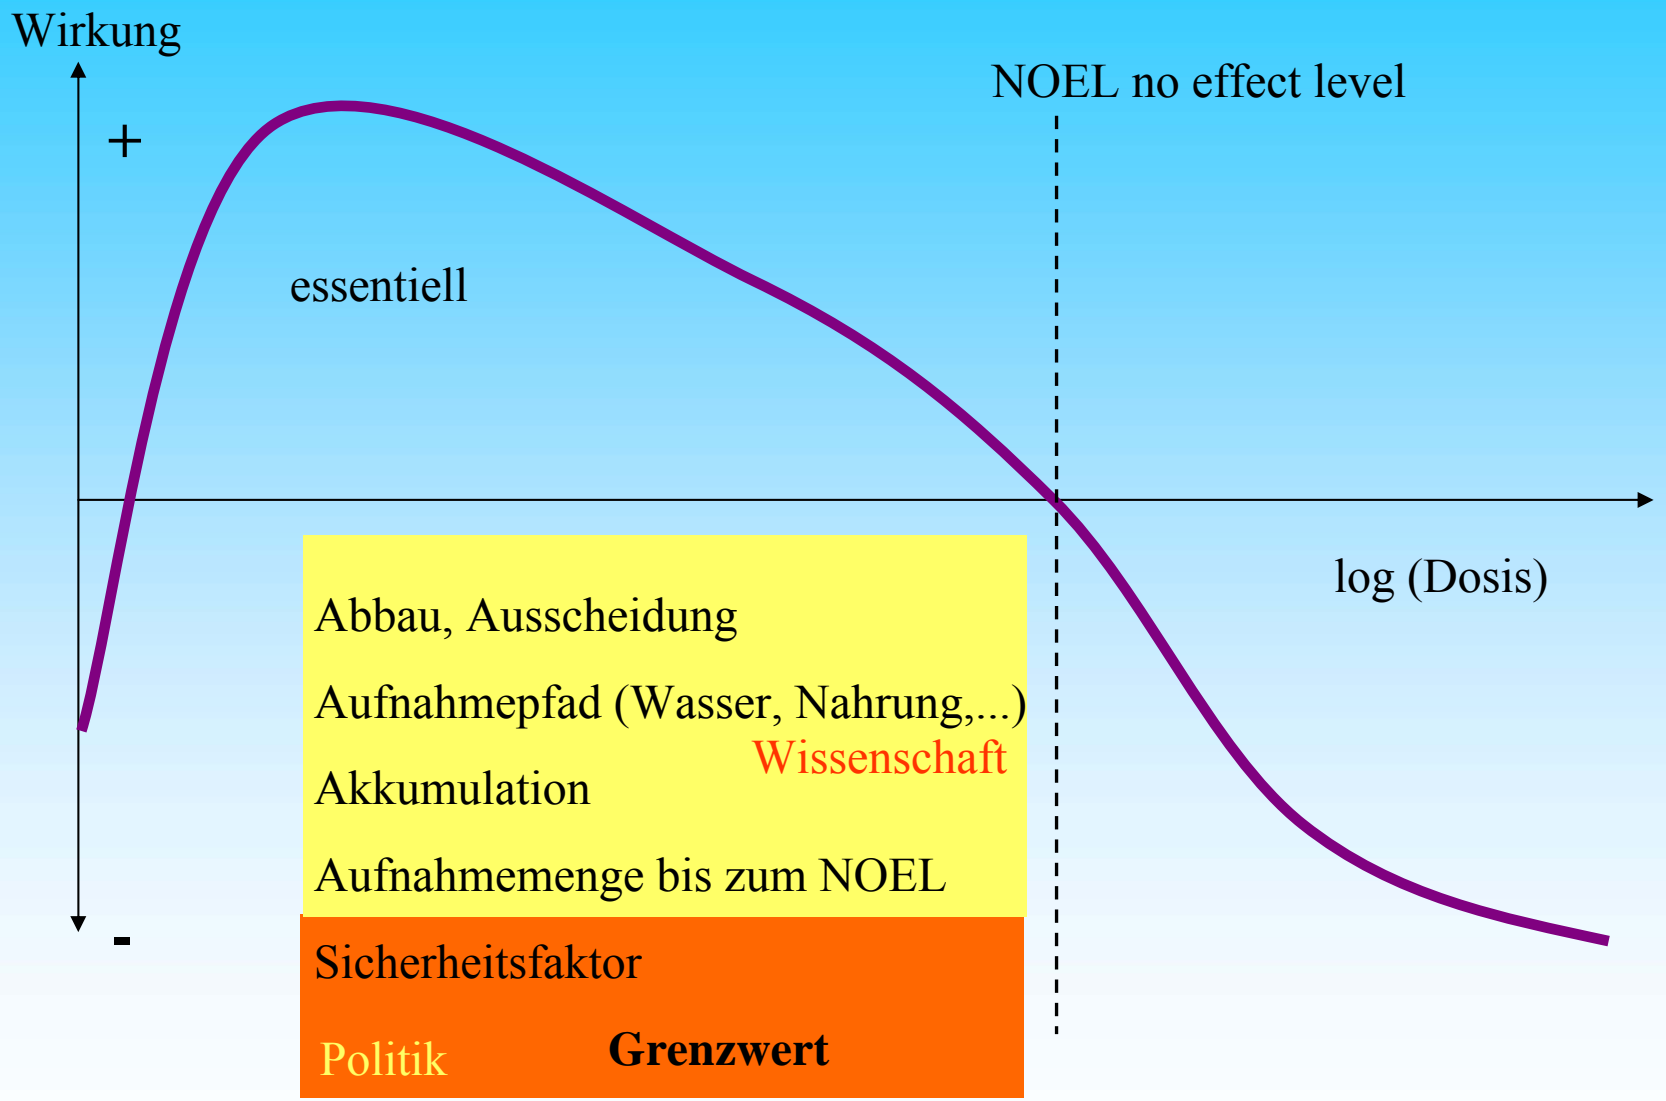 Wirkung
NOEL no effect level
+
essentiell
log (Dosis)
Abbau, Ausscheidung
Aufnahmepfad (Wasser, Nahrung,...)
Wissenschaft
Akkumulation
Aufnahmemenge bis zum NOEL
-
Sicherheitsfaktor
Politik
Grenzwert